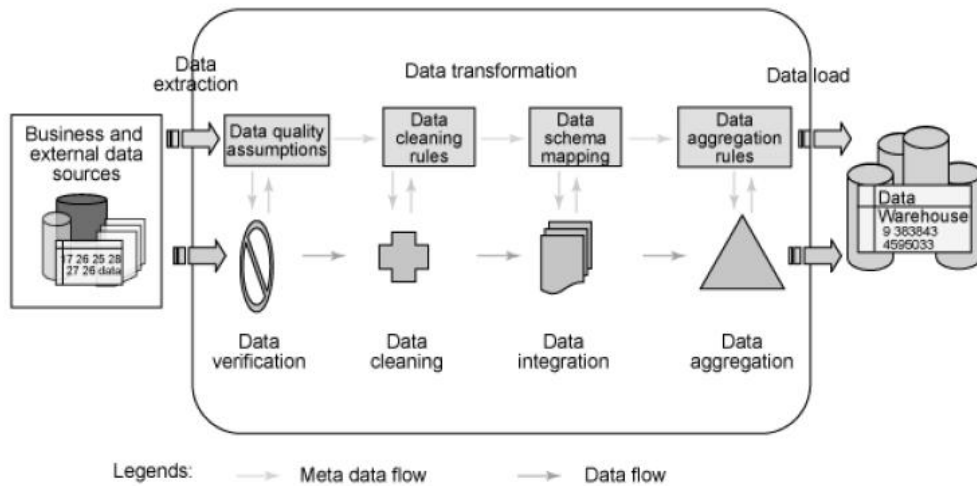 Data
extraction
Data transformation
Data load
Business and
external data
sources
17 26 25 28
27 26 data
Data quality
assumptions
Data
cleaning
rules
Data
schema
mapping
Data
aggregation
rules
Data
Warehouse
9 383843
4595033
Data
verification
Data
cleaning
Data
integration
Data
aggregation
Legends:
Meta data flow
Data flow